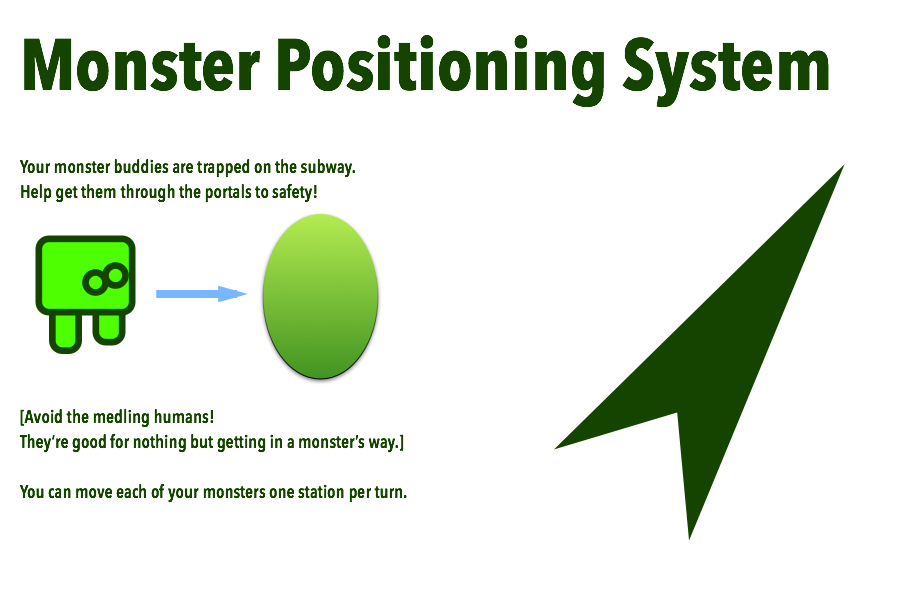 Monster Positioning System
Your monster buddies are trapped on the subway.
Help get them through the portals to safety!
[Avoid the medling humans!
They’re good for nothing but getting in a monster’s way.]
You can move each of your monsters one station per turn.